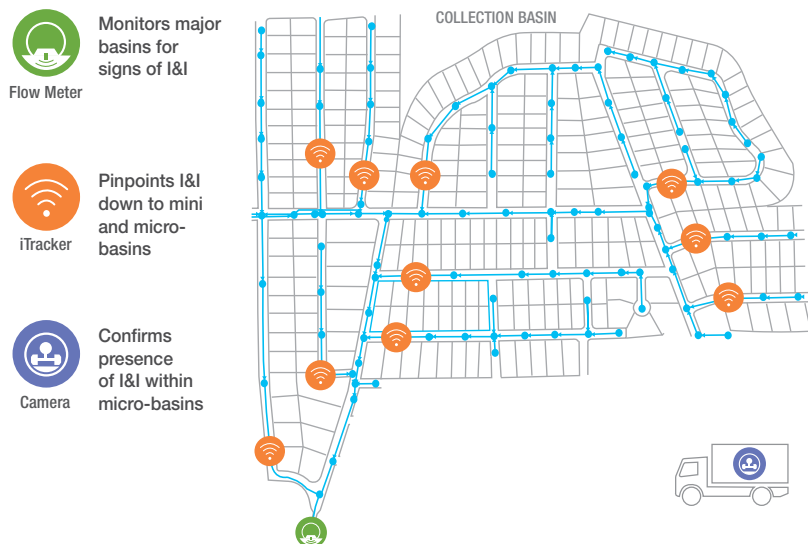 COLLECTION BASIN
Monitors major
basins for
signs of I&I
Flow Meter
Pinpoints I&I
down to mini
and micro-
basins
iTracker
Confirms
presence
of I&I within
micro-basins
Camera